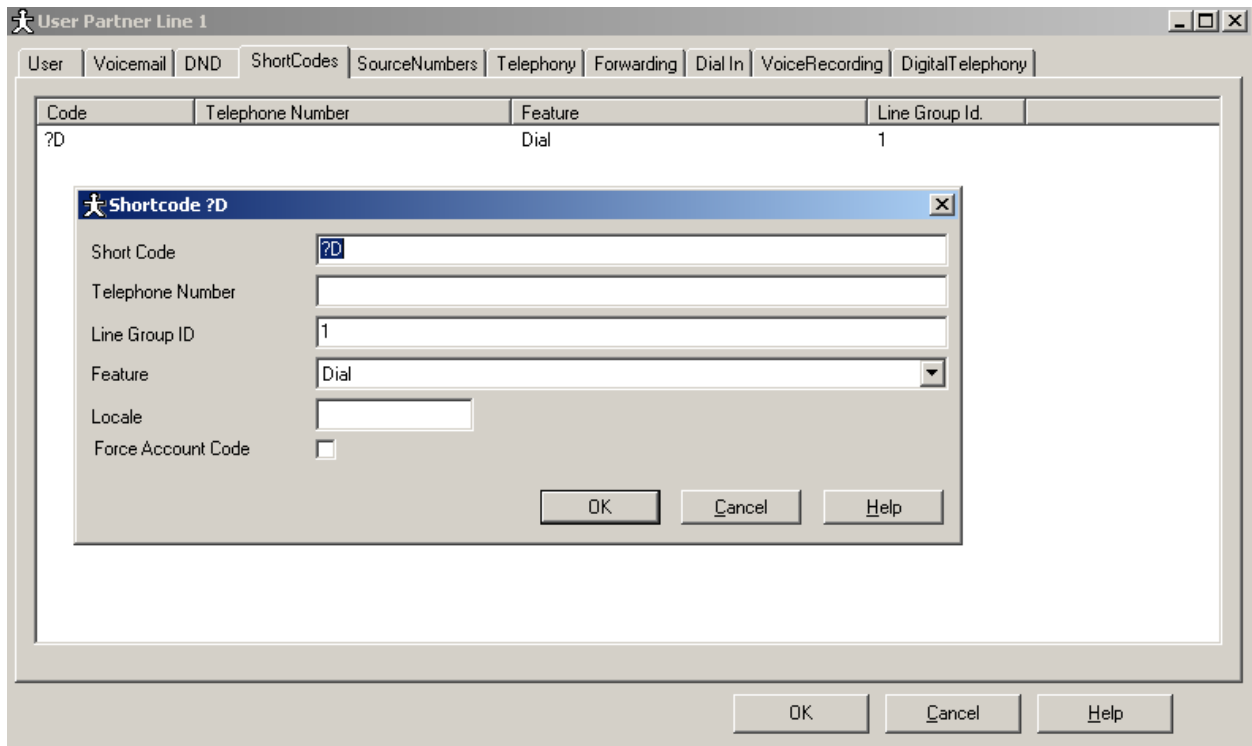 User Partner Line 1
User Voicemail DND ShortCodes SourceNumbers Telephony Forwarding Dial In VoiceRecording DigitalTelephony
Code Telephone Number Feature Line Group Id.
?D Dial 1
Shortcode ?D
Short Code ?D
Telephone Number
Line Group ID 1
Feature Dial
Locale
Force Account Code
OK Cancel Help
OK Cancel Help